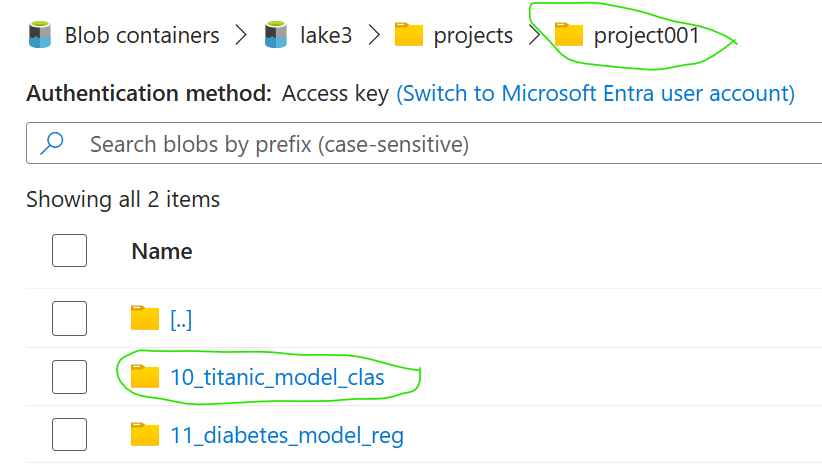 Blob containers > lake3 > projects > project001
Authentication method: Access key (Switch to Microsoft Entra user account)
Search blobs by prefix (case-sensitive)
Showing all 2 items
Name
[..]
10_titanic_model_clas
11_diabetes_model_reg